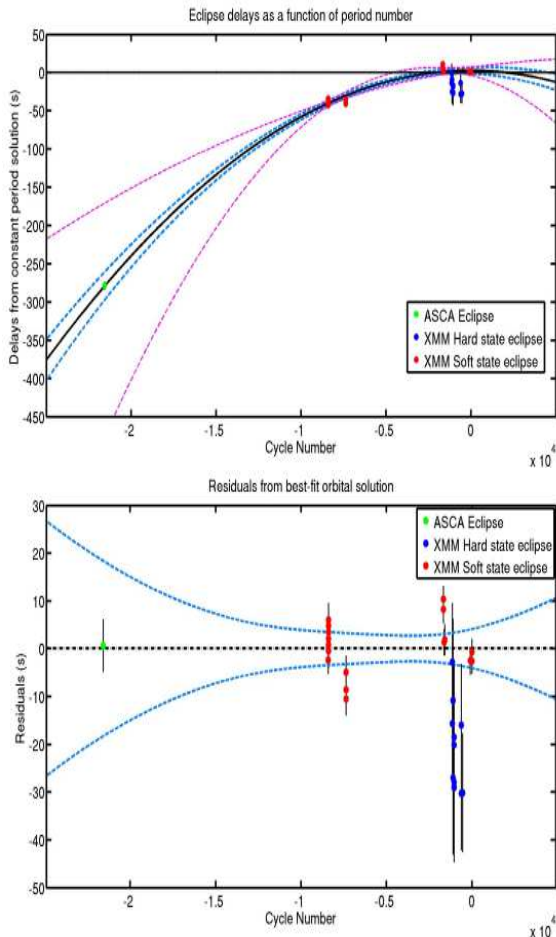 Eclipse delays as a function of period number
Delays from constant period solution (s)
50
0
-50
-100
-150
-200
-250
-300
-350
-400
-450
ASCA Eclipse
XMM Hard state eclipse
XMM Soft state eclipse
-2
-1.5
-1
-0.5
0
Cycle Number
x 10⁴
Residuals from best-fit orbital solution
Residuals (s)
30
20
10
0
-10
-20
-30
-40
-50
ASCA Eclipse
XMM Hard state eclipse
XMM Soft state eclipse
-2
-1.5
-1
-0.5
0
Cycle Number
x 10⁴